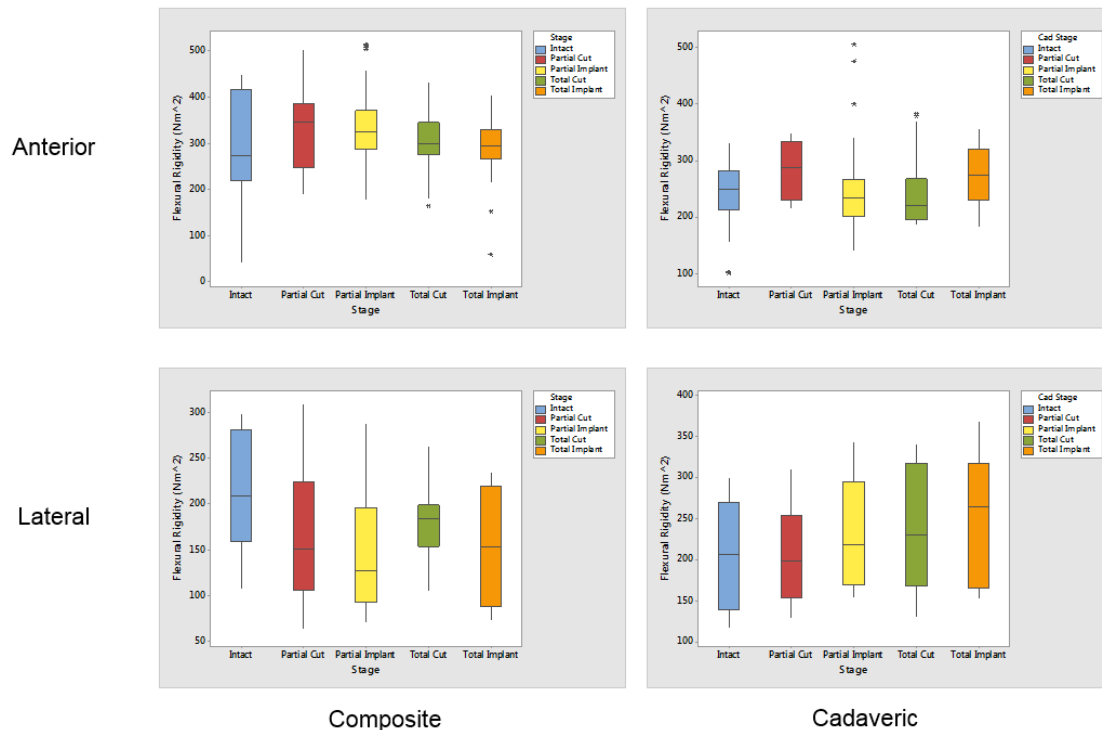 Anterior
Flexural Rigidity (Nm^2)
500
400
300
200
100
0
Intact
Partial Cut
Partial Implant
Total Cut
Total Implant
Stage
Stage
Intact
Partial Cut
Partial Implant
Total Cut
Total Implant
Flexural Rigidity (Nm^2)
500
400
300
200
100
Intact
Partial Cut
Partial Implant
Total Cut
Total Implant
Stage
Cad Stage
Intact
Partial Cut
Partial Implant
Total Cut
Total Implant
Lateral
Flexural Rigidity (Nm^2)
300
250
200
150
100
50
Intact
Partial Cut
Partial Implant
Total Cut
Total Implant
Stage
Stage
Intact
Partial Cut
Partial Implant
Total Cut
Total Implant
Flexural Rigidity (Nm^2)
400
350
300
250
200
150
100
Intact
Partial Cut
Partial Implant
Total Cut
Total Implant
Stage
Cad Stage
Intact
Partial Cut
Partial Implant
Total Cut
Total Implant
Composite
Cadaveric